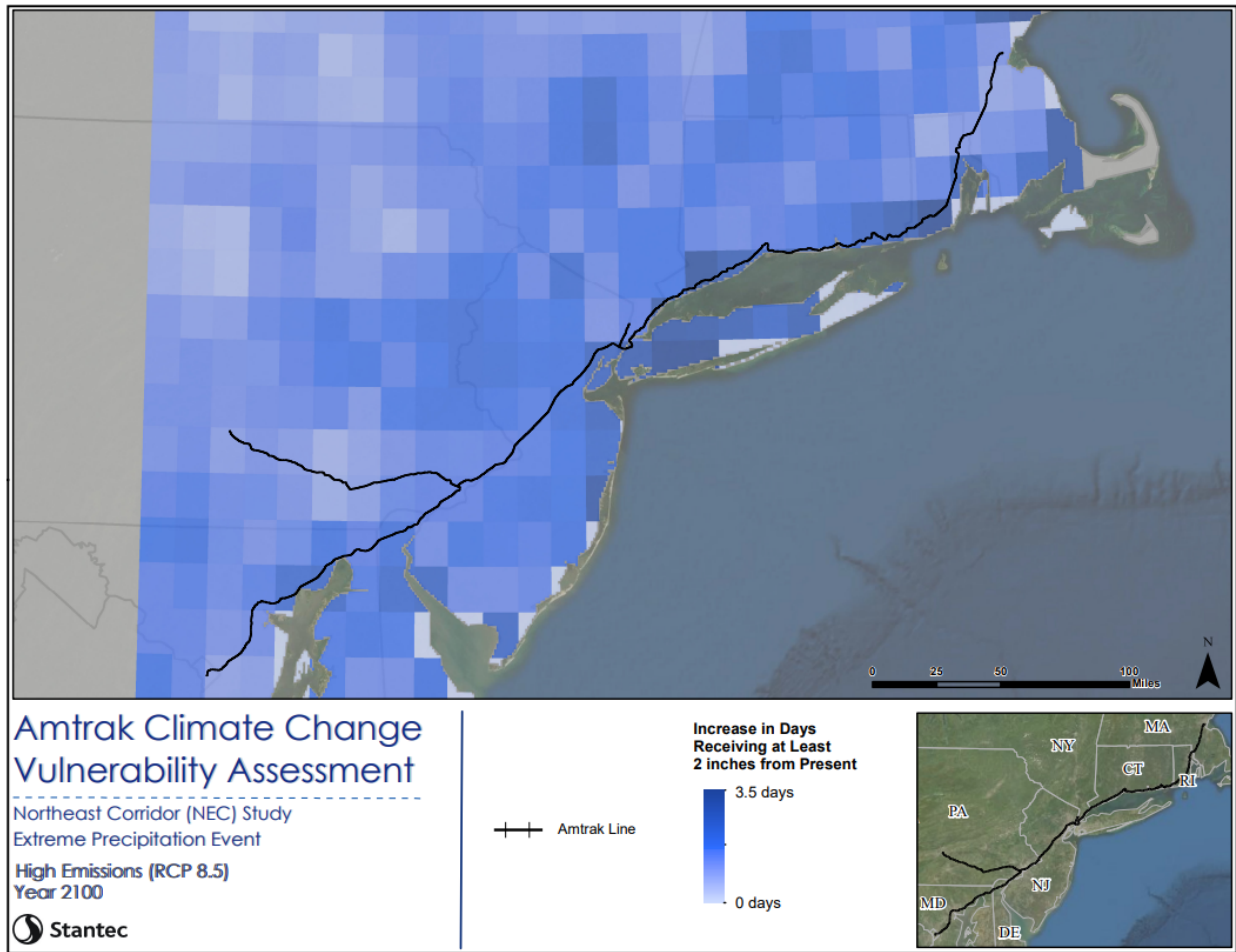 N
0 25 50 100
Miles
Amtrak Climate Change
Vulnerability Assessment
Northeast Corridor (NEC) Study
Extreme Precipitation Event
High Emissions (RCP 8.5)
Year 2100
Stantec
Amtrak Line
Increase in Days
Receiving at Least
2 inches from Present
3.5 days
0 days
NY
MA
CT
RI
PA
NJ
MD
DE